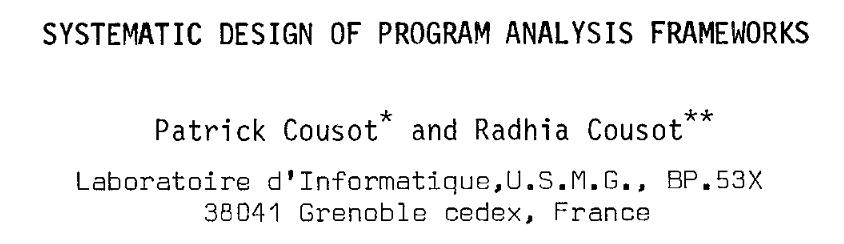 SYSTEMATIC DESIGN OF PROGRAM ANALYSIS FRAMEWORKS
Patrick Cousot* and Radhia Cousot**
Laboratoire d'Informatique,U.S.M.G., BP.53X
38041 Grenoble cedex, France